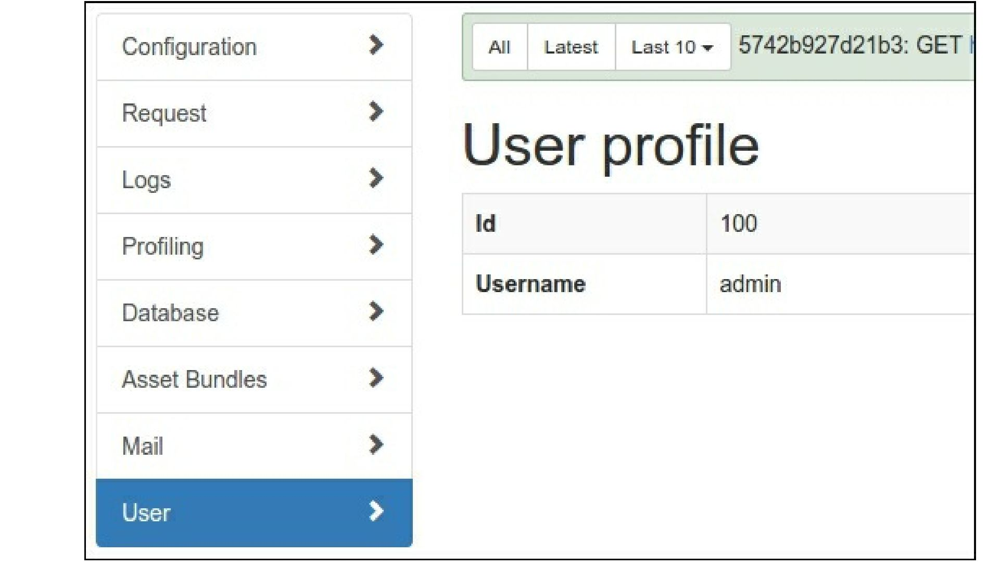 Configuration
Request
Logs
Profiling
Database
Asset Bundles
Mail
User
All Latest Last 10 5742b927d21b3: GET
User profile
Id 100
Username admin